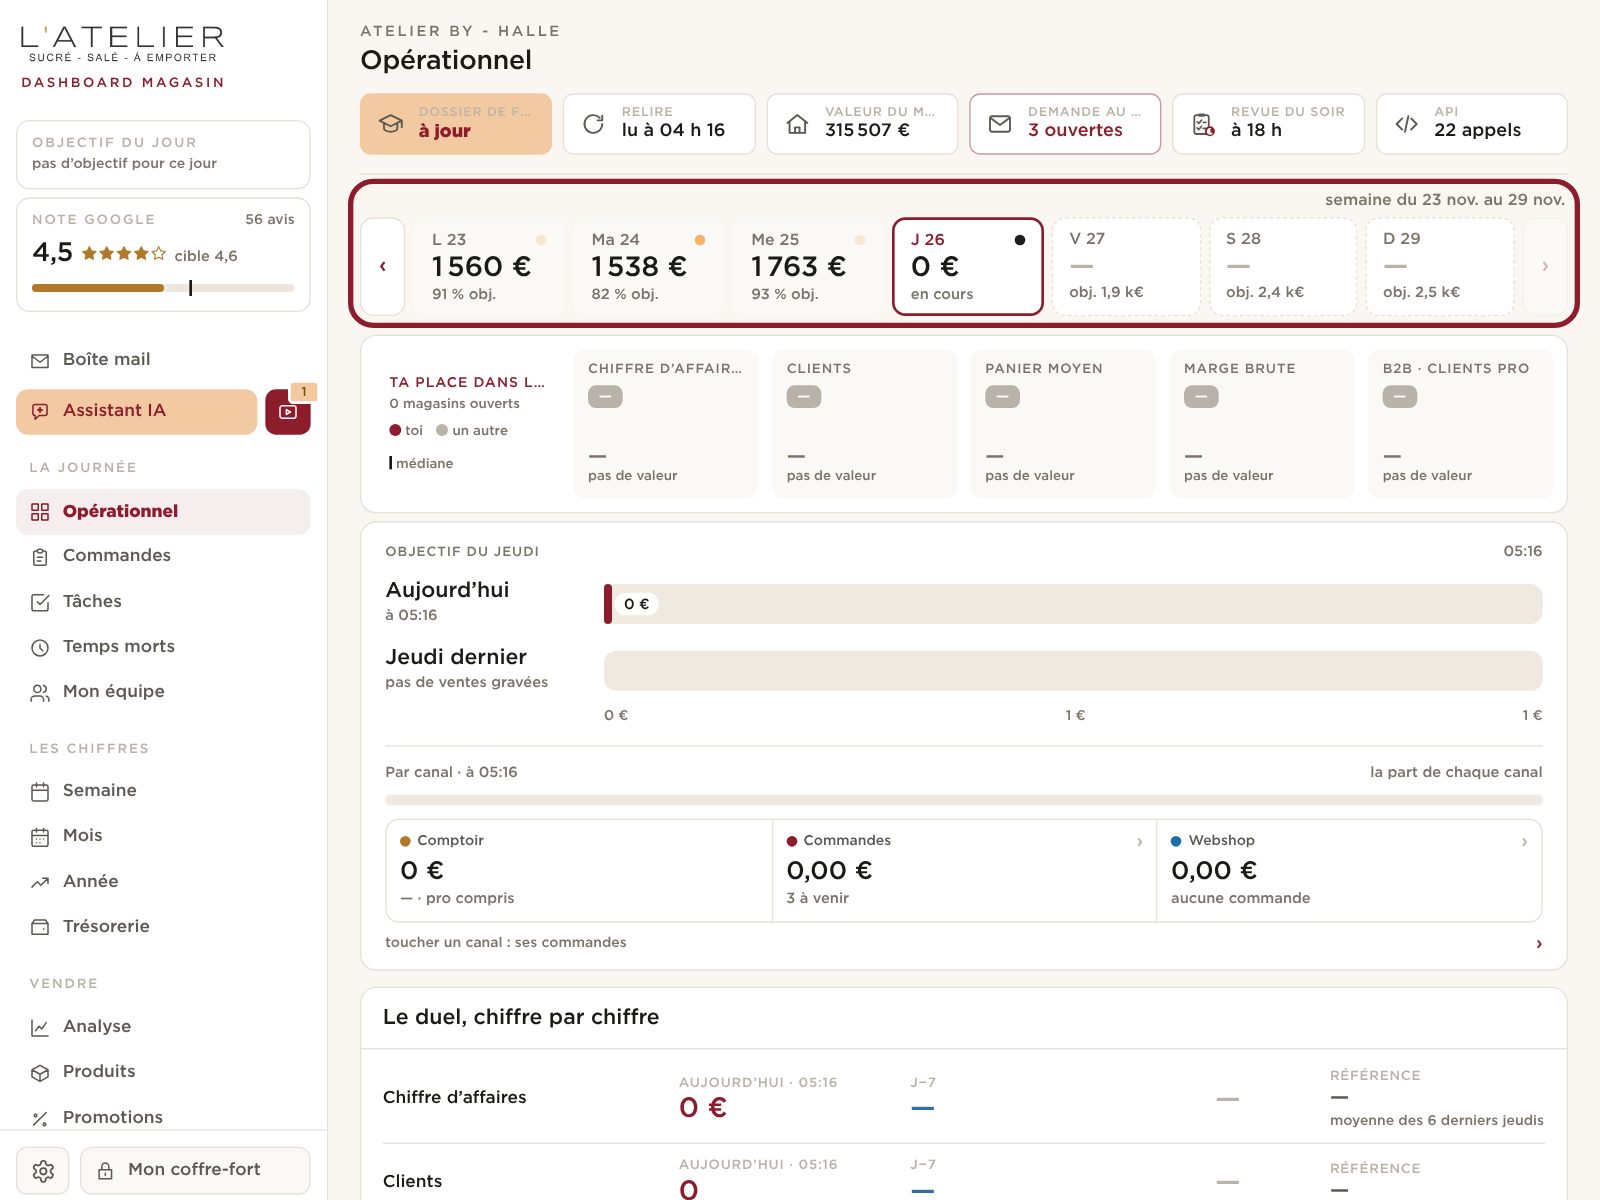 L'ATELIER
SUCRÉ - SALÉ - À EMPORTER
DASHBOARD MAGASIN
OBJECTIF DU JOUR
pas d’objectif pour ce jour
NOTE GOOGLE
56 avis
4,5
cible 4,6
Boîte mail
Assistant IA
1
LA JOURNÉE
Opérationnel
Commandes
Tâches
Temps morts
Mon équipe
LES CHIFFRES
Semaine
Mois
Année
Trésorerie
VENDRE
Analyse
Produits
Promotions
Mon coffre-fort
ATELIER BY - HALLE
Opérationnel
DOSSIER DE F…
à jour
RELIRE
lu à 04 h 16
VALEUR DU M…
315 507 €
DEMANDE AU …
3 ouvertes
REVUE DU SOIR
à 18 h
API
22 appels
semaine du 23 nov. au 29 nov.
‹
L 23
1 560 €
91 % obj.
Ma 24
1 538 €
82 % obj.
Me 25
1 763 €
93 % obj.
J 26
0 €
en cours
V 27
—
obj. 1,9 k€
S 28
—
obj. 2,4 k€
D 29
—
obj. 2,5 k€
›
TA PLACE DANS L…
0 magasins ouverts
toi un autre
médiane
CHIFFRE D’AFFAIR…
—
—
pas de valeur
CLIENTS
—
—
pas de valeur
PANIER MOYEN
—
—
pas de valeur
MARGE BRUTE
—
—
pas de valeur
B2B · CLIENTS PRO
—
—
pas de valeur
OBJECTIF DU JEUDI
05:16
Aujourd’hui
à 05:16
0 €
Jeudi dernier
pas de ventes gravées
0 € 1 € 1 €
Par canal · à 05:16
la part de chaque canal
Comptoir
0 €
— · pro compris
Commandes ›
0,00 €
3 à venir
Webshop ›
0,00 €
aucune commande
toucher un canal : ses commandes ›
Le duel, chiffre par chiffre
Chiffre d’affaires
AUJOURD’HUI · 05:16
0 €
J−7
—
—
RÉFÉRENCE
—
moyenne des 6 derniers jeudis
Clients
AUJOURD’HUI · 05:16
0
J−7
—
—
RÉFÉRENCE
—